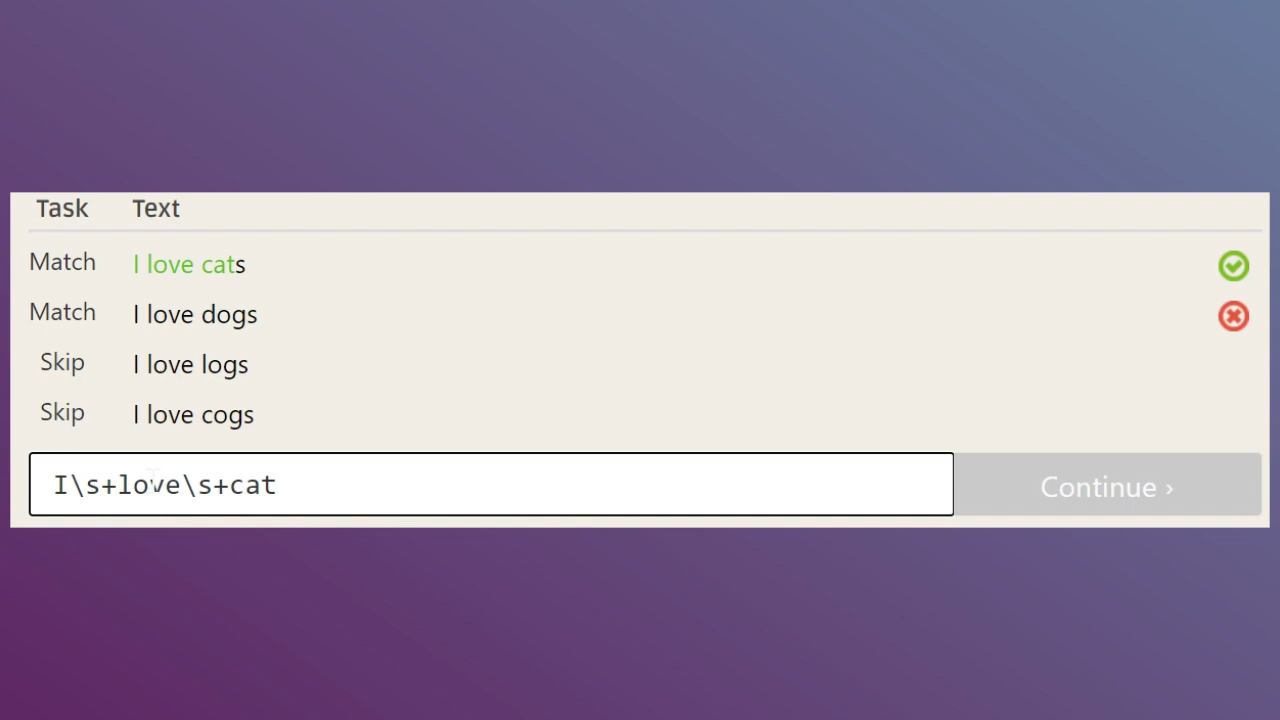 Task Text
Match I love cats
Match I love dogs
Skip I love logs
Skip I love cogs
I\s+love\s+cat Continue ›